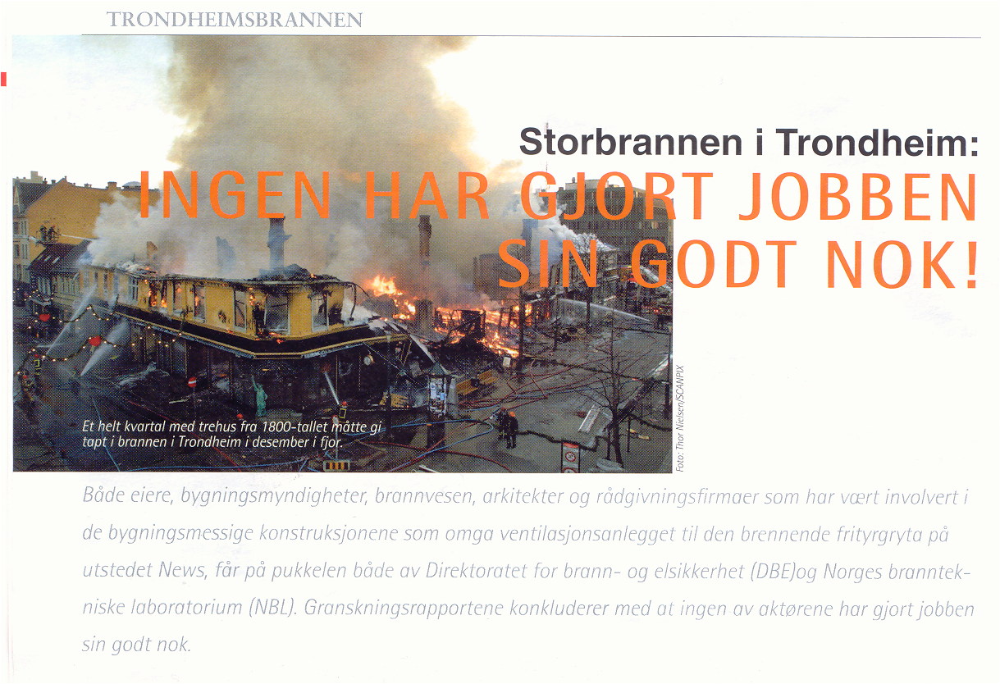 TRONDHEIMSBRANNEN
Storbrannen i Trondheim:
INGEN HAR GJORT JOBBEN
SIN GODT NOK!
Et helt kvartal med trehus fra 1800-tallet måtte gi
tapt i brannen i Trondheim i desember i fjor.
Foto: Thor Nielsen/SCANPIX
Både eiere, bygningsmyndigheter, brannvesen, arkitekter og rådgivningsfirmaer som har vært involvert i
de bygningsmessige konstruksjonene som omga ventilasjonsanlegget til den brennende frityrgryta på
utstedet News, får på pukkelen både av Direktoratet for brann- og elsikkerhet (DBE)og Norges branntek-
niske laboratorium (NBL). Granskningsrapportene konkluderer med at ingen av aktørene har gjort jobben
sin godt nok.